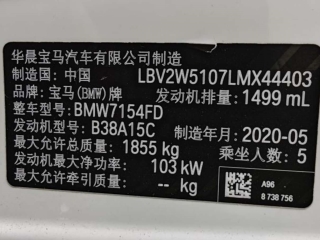 华晨宝马汽车有限公司制造
制造国：中国 LBV2W5107LMX44403
品牌：宝马(BMW)牌 发动机排量：1499 mL
整车型号：BMW7154FD
发动机型号：B38A15C 制造年月：2020-05
最大允许总质量：1855 kg 乘坐人数：5
发动机最大净功率：103 kW
最大允许牵引质量：-- kg
A96
8 738 756